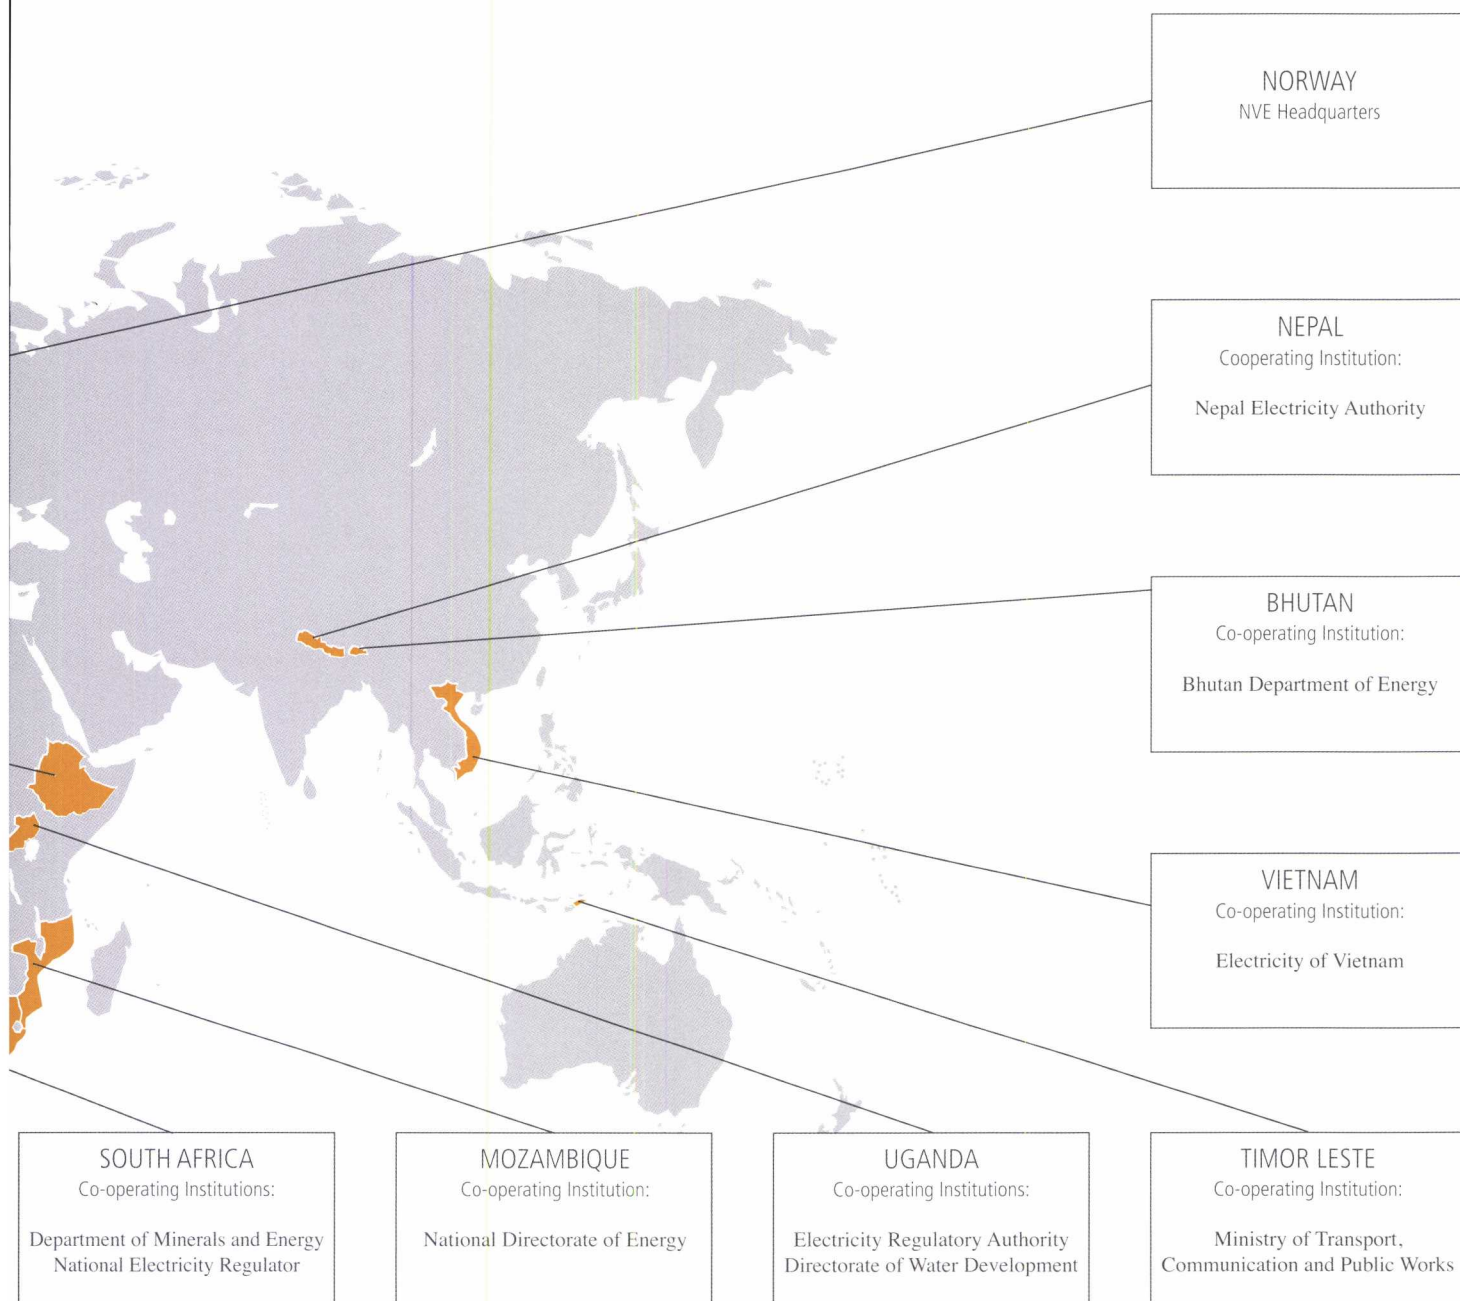 NORWAY
NVE Headquarters
NEPAL
Cooperating Institution:
Nepal Electricity Authority
BHUTAN
Co-operating Institution:
Bhutan Department of Energy
VIETNAM
Co-operating Institution:
Electricity of Vietnam
SOUTH AFRICA
Co-operating Institutions:
Department of Minerals and Energy
National Electricity Regulator
MOZAMBIQUE
Co-operating Institution:
National Directorate of Energy
UGANDA
Co-operating Institutions:
Electricity Regulatory Authority
Directorate of Water Development
TIMOR LESTE
Co-operating Institution:
Ministry of Transport,
Communication and Public Works